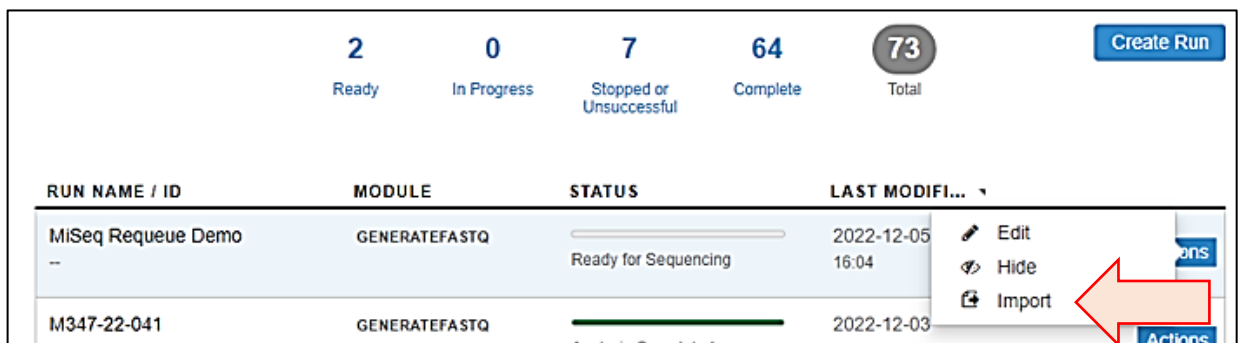 2 0 7 64 73 Create Run
Ready In Progress Stopped or Complete Total
Unsuccessful
RUN NAME / ID MODULE STATUS LAST MODIFI...
MiSeq Requeue Demo GENERATEFASTQ 2022-12-05 Edit
-- Ready for Sequencing 16:04 Hide
Import
M347-22-041 GENERATEFASTQ 2022-12-03
Actions